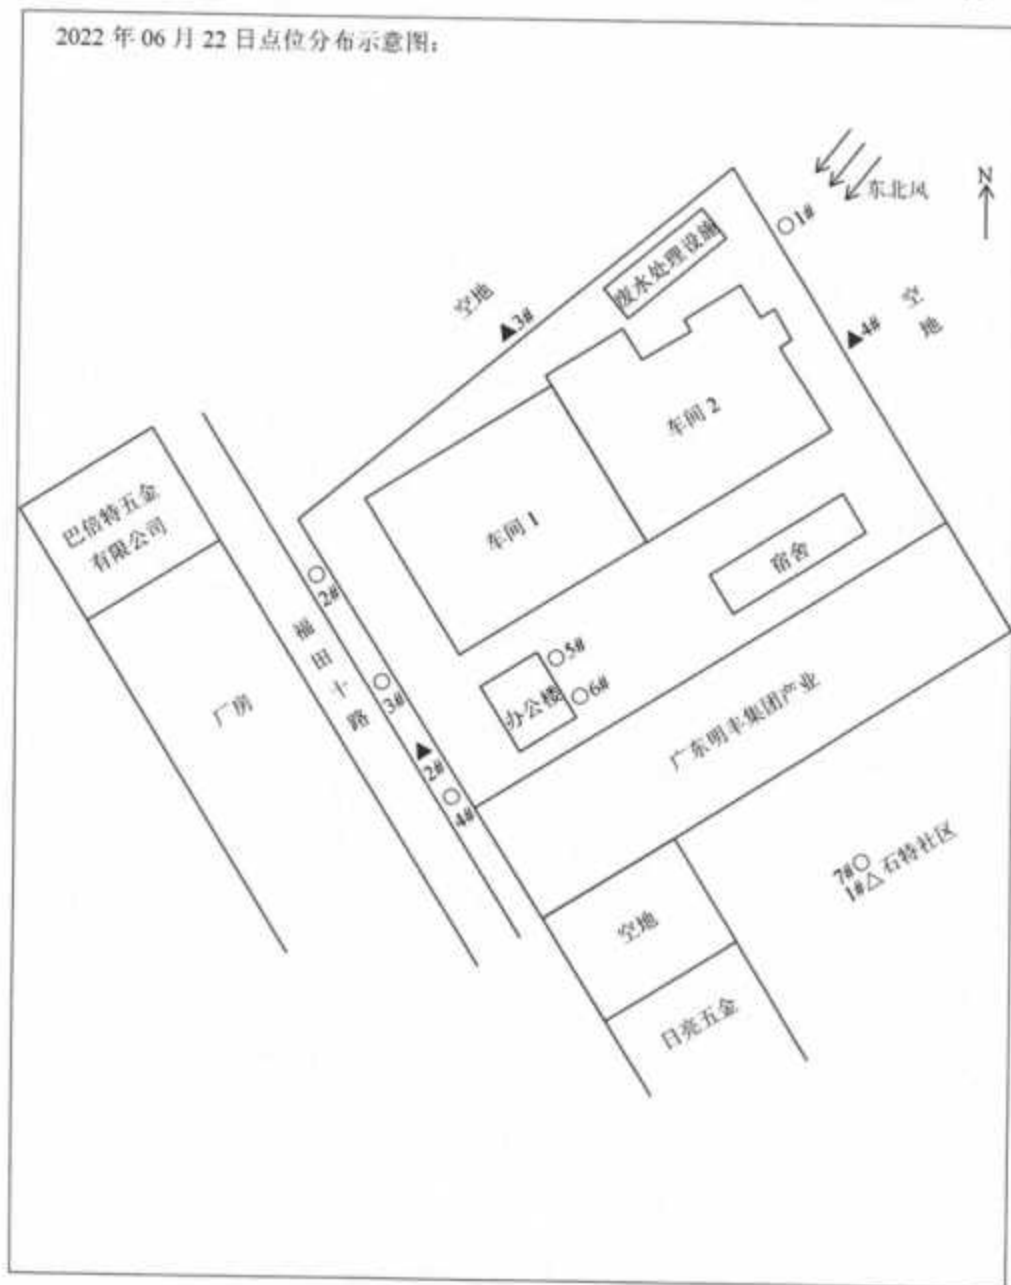 2022 年 06 月 22 日点位分布示意图：
东北风
N
○1#
废水处理设施
空地
▲3#
空地
▲4#
车间 2
车间 1
巴倍特五金
有限公司
宿舍
○2#
福田十路
○5#
○6#
办公楼
○3#
厂房
广东明丰集团产业
▲2#
○4#
7#○
1#△石特社区
空地
日亮五金